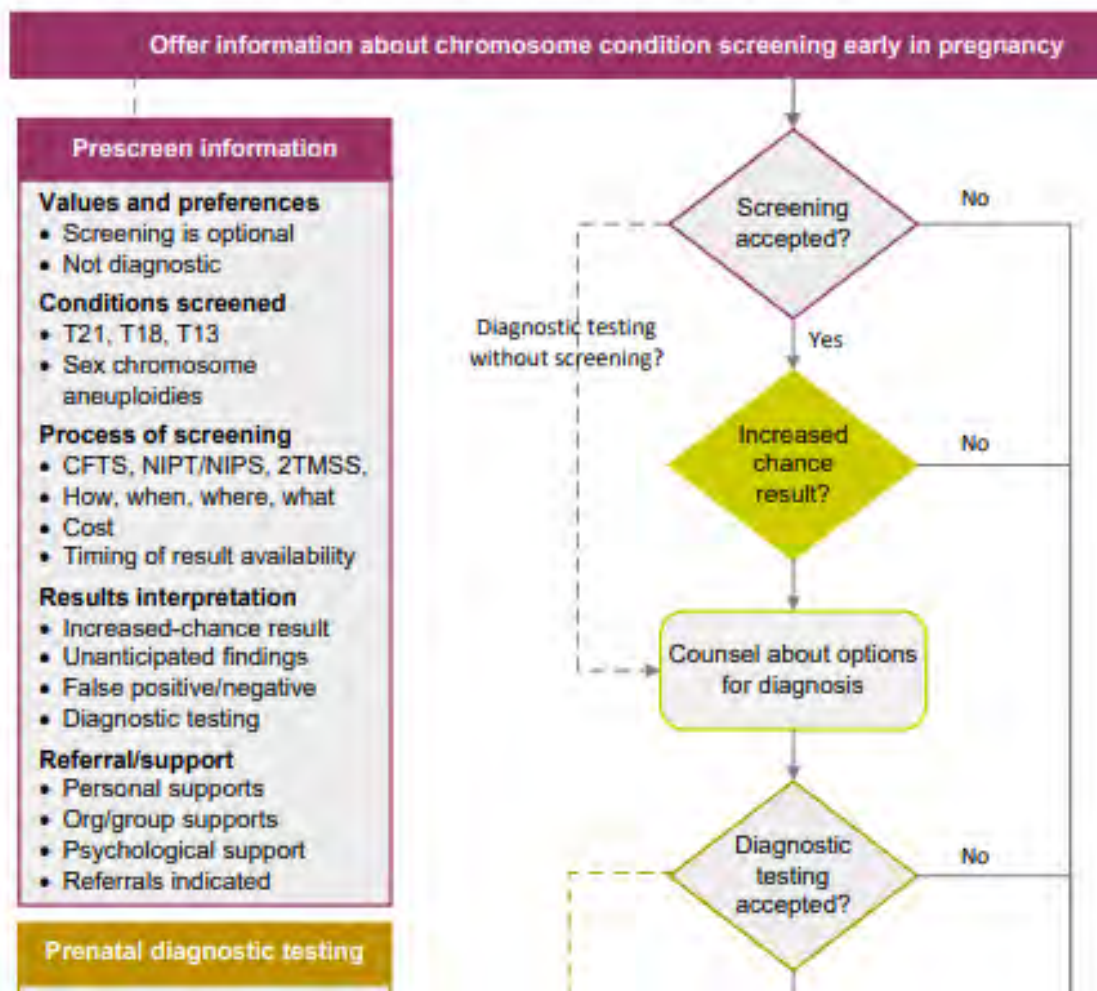 Offer information about chromosome condition screening early in pregnancy
Prescreen information
Values and preferences
• Screening is optional
• Not diagnostic
Conditions screened
• T21, T18, T13
• Sex chromosome
aneuploidies
Process of screening
• CFTS, NIPT/NIPS, 2TMSS,
• How, when, where, what
• Cost
• Timing of result availability
Results interpretation
• Increased-chance result
• Unanticipated findings
• False positive/negative
• Diagnostic testing
Referral/support
• Personal supports
• Org/group supports
• Psychological support
• Referrals indicated
Prenatal diagnostic testing
Screening
accepted?
No
Diagnostic testing
without screening?
Yes
Increased
chance
result?
No
Counsel about options
for diagnosis
Diagnostic
testing
accepted?
No